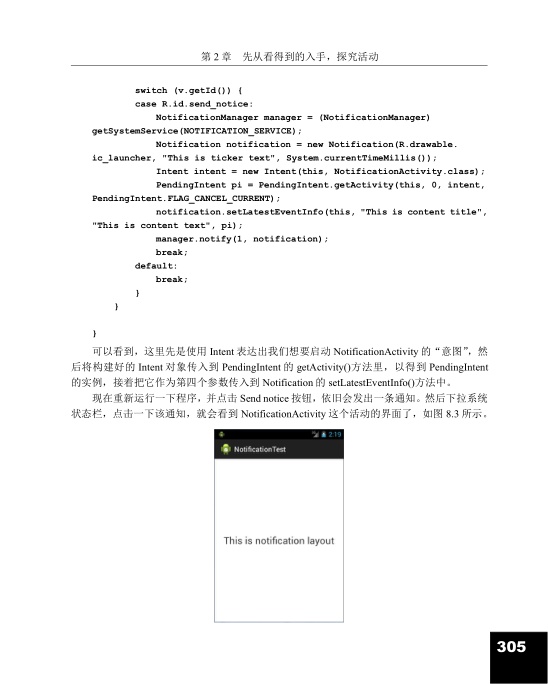 第 2 章 先从看得到的入手，探究活动
switch (v.getId()) {
case R.id.send_notice:
NotificationManager manager = (NotificationManager)
getSystemService(NOTIFICATION_SERVICE);
Notification notification = new Notification(R.drawable.
ic_launcher, "This is ticker text", System.currentTimeMillis());
Intent intent = new Intent(this, NotificationActivity.class);
PendingIntent pi = PendingIntent.getActivity(this, 0, intent,
PendingIntent.FLAG_CANCEL_CURRENT);
notification.setLatestEventInfo(this, "This is content title",
"This is content text", pi);
manager.notify(1, notification);
break;
default:
break;
}
}
}
可以看到，这里先是使用 Intent 表达出我们想要启动 NotificationActivity 的“意图”，然
后将构建好的 Intent 对象传入到 PendingIntent 的 getActivity()方法里，以得到 PendingIntent
的实例，接着把它作为第四个参数传入到 Notification 的 setLatestEventInfo()方法中。
现在重新运行一下程序，并点击 Send notice 按钮，依旧会发出一条通知。然后下拉系统
状态栏，点击一下该通知，就会看到 NotificationActivity 这个活动的界面了，如图 8.3 所示。
2:19
NotificationTest
This is notification layout
305